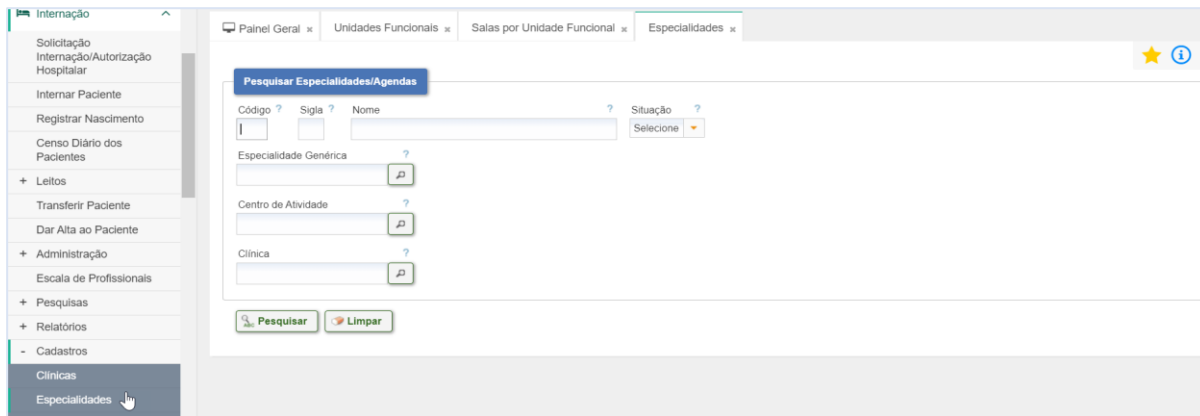 Internação
Solicitação
Internação/Autorização
Hospitalar
Internar Paciente
Registrar Nascimento
Censo Diário dos
Pacientes
+ Leitos
Transferir Paciente
Dar Alta ao Paciente
+ Administração
Escala de Profissionais
+ Pesquisas
+ Relatórios
- Cadastros
Clínicas
Especialidades
Painel Geral x Unidades Funcionais x Salas por Unidade Funcional x Especialidades x
Pesquisar Especialidades/Agendas
Código ? Sigla ? Nome ? Situação ?
Selecione
Especialidade Genérica ?
Centro de Atividade ?
Clínica ?
Pesquisar Limpar